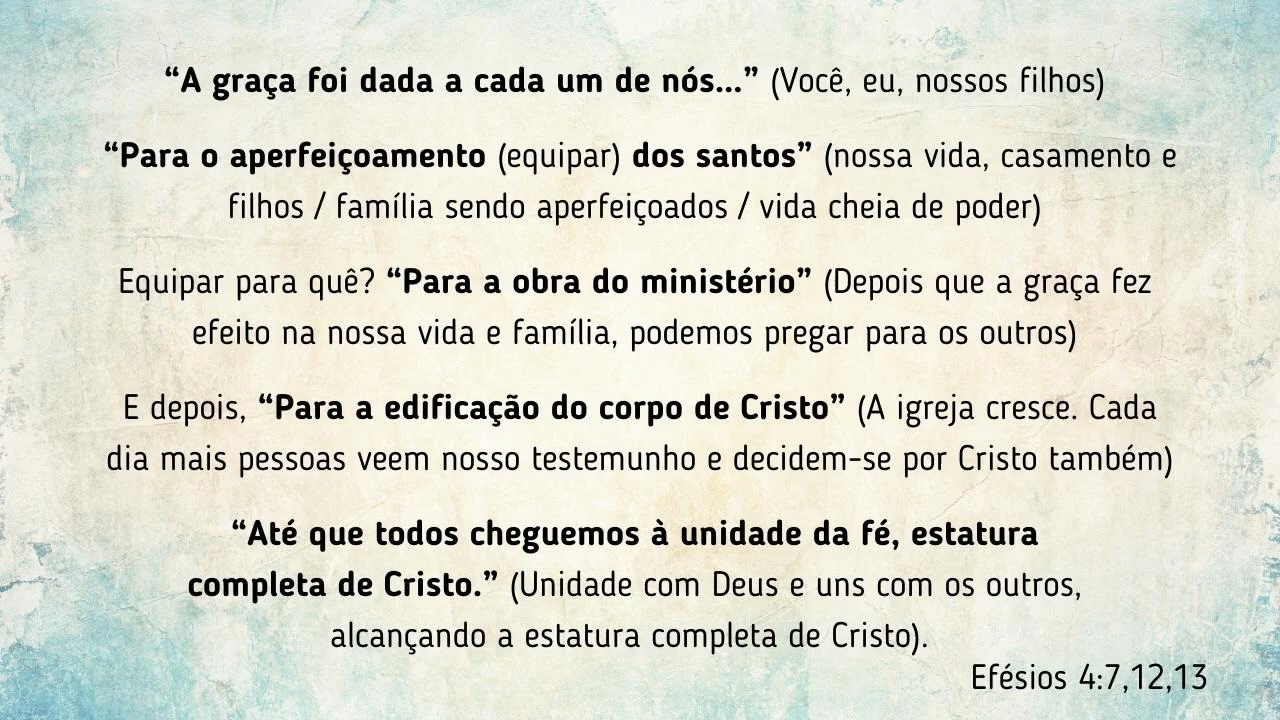 “A graça foi dada a cada um de nós...” (Você, eu, nossos filhos)
“Para o aperfeiçoamento (equipar) dos santos” (nossa vida, casamento e
filhos / família sendo aperfeiçoados / vida cheia de poder)
Equipar para quê? “Para a obra do ministério” (Depois que a graça fez
efeito na nossa vida e família, podemos pregar para os outros)
E depois, “Para a edificação do corpo de Cristo” (A igreja cresce. Cada
dia mais pessoas veem nosso testemunho e decidem-se por Cristo também)
“Até que todos cheguemos à unidade da fé, estatura
completa de Cristo.” (Unidade com Deus e uns com os outros,
alcançando a estatura completa de Cristo).
Efésios 4:7,12,13